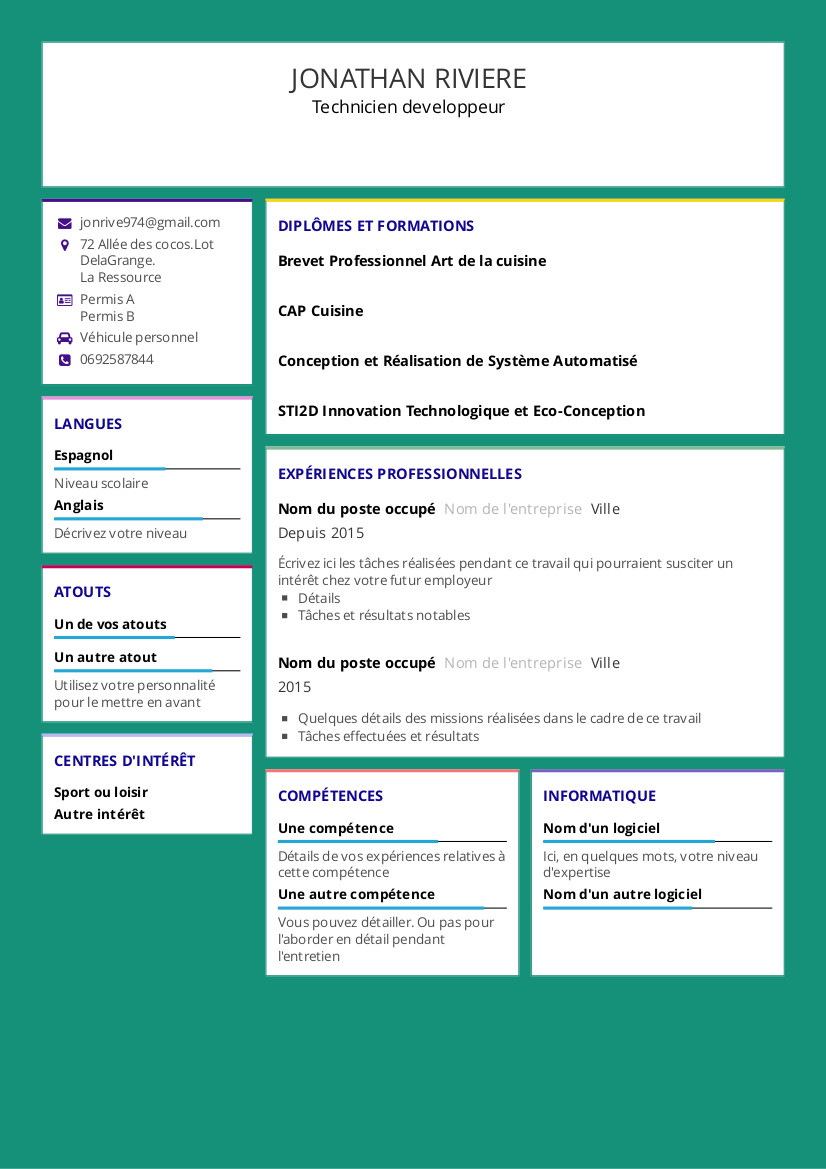 JONATHAN RIVIERE
Technicien developpeur
jonrive974@gmail.com
72 Allée des cocos.Lot
DelaGrange.
La Ressource
Permis A
Permis B
Véhicule personnel
0692587844
LANGUES
Espagnol
Niveau scolaire
Anglais
Décrivez votre niveau
ATOUTS
Un de vos atouts
Un autre atout
Utilisez votre personnalité
pour le mettre en avant
CENTRES D'INTÉRÊT
Sport ou loisir
Autre intérêt
DIPLÔMES ET FORMATIONS
Brevet Professionnel Art de la cuisine
CAP Cuisine
Conception et Réalisation de Système Automatisé
STI2D Innovation Technologique et Eco-Conception
EXPÉRIENCES PROFESSIONNELLES
Nom du poste occupé Nom de l'entreprise Ville
Depuis 2015
Écrivez ici les tâches réalisées pendant ce travail qui pourraient susciter un
intérêt chez votre futur employeur
▪ Détails
▪ Tâches et résultats notables
Nom du poste occupé Nom de l'entreprise Ville
2015
▪ Quelques détails des missions réalisées dans le cadre de ce travail
▪ Tâches effectuées et résultats
COMPÉTENCES
Une compétence
Détails de vos expériences relatives à
cette compétence
Une autre compétence
Vous pouvez détailler. Ou pas pour
l'aborder en détail pendant
l'entretien
INFORMATIQUE
Nom d'un logiciel
Ici, en quelques mots, votre niveau
d'expertise
Nom d'un autre logiciel